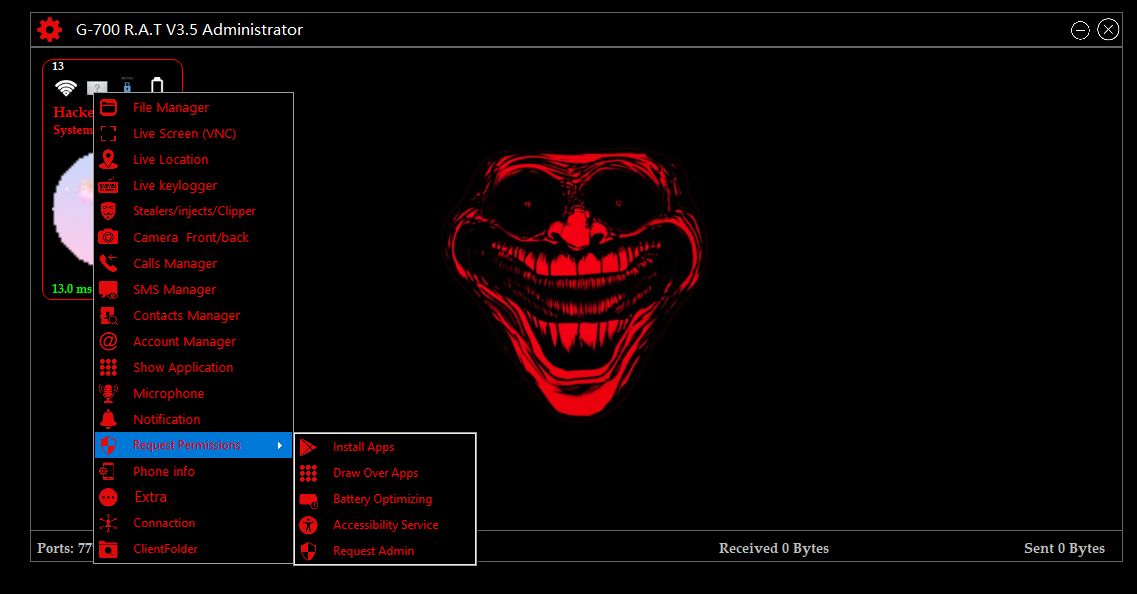 G-700 R.A.T V3.5 Administrator
13
Hacke
System
13.0 ms
File Manager
Live Screen (VNC)
Live Location
Live keylogger
Stealers/injects/Clipper
Camera Front/back
Calls Manager
SMS Manager
Contacts Manager
Account Manager
Show Application
Microphone
Notification
Request Permissions
Phone info
Extra
Connaction
ClientFolder
Install Apps
Draw Over Apps
Battery Optimizing
Accessibility Service
Request Admin
Ports: 77
Received 0 Bytes
Sent 0 Bytes